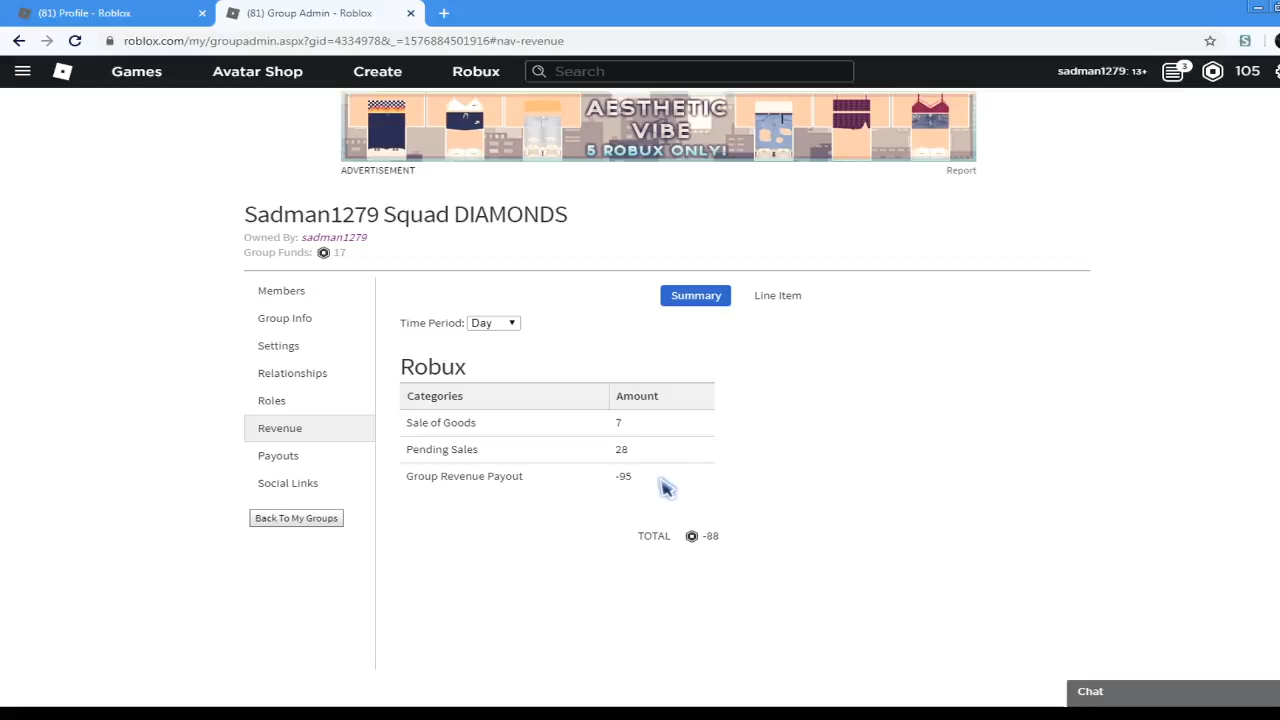 (81) Profile - Roblox
(81) Group Admin - Roblox
roblox.com/my/groupadmin.aspx?gid=4334978&_=1576884501916#nav-revenue
Games Avatar Shop Create Robux Search sadman1279: 13+ 3 105
AESTHETIC
VIBE
5 ROBUX ONLY!
ADVERTISEMENT Report
Sadman1279 Squad DIAMONDS
Owned By: sadman1279
Group Funds: 17
Members
Group Info
Settings
Relationships
Roles
Revenue
Payouts
Social Links
Back To My Groups
Summary Line Item
Time Period: Day
Robux
Categories Amount
Sale of Goods 7
Pending Sales 28
Group Revenue Payout -95
TOTAL -88
Chat